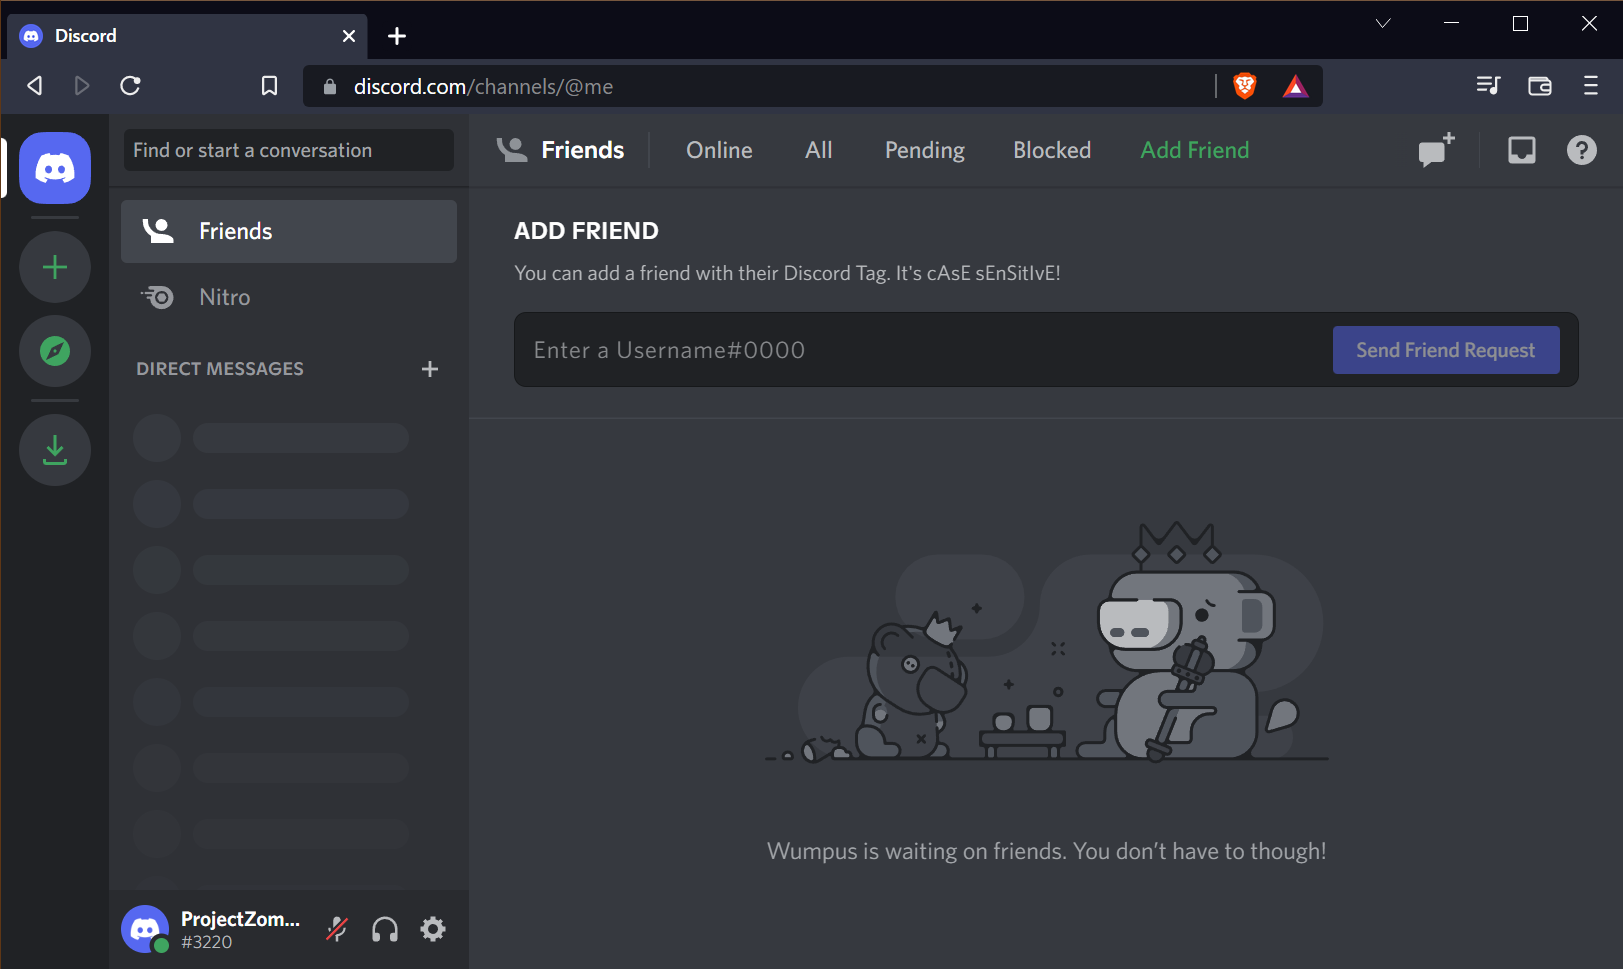 Discord
discord.com/channels/@me
Find or start a conversation
Friends
Nitro
DIRECT MESSAGES
ProjectZom...
#3220
Friends
Online
All
Pending
Blocked
Add Friend
ADD FRIEND
You can add a friend with their Discord Tag. It's cAsE sEnSitIvE!
Enter a Username#0000
Send Friend Request
Wumpus is waiting on friends. You don’t have to though!